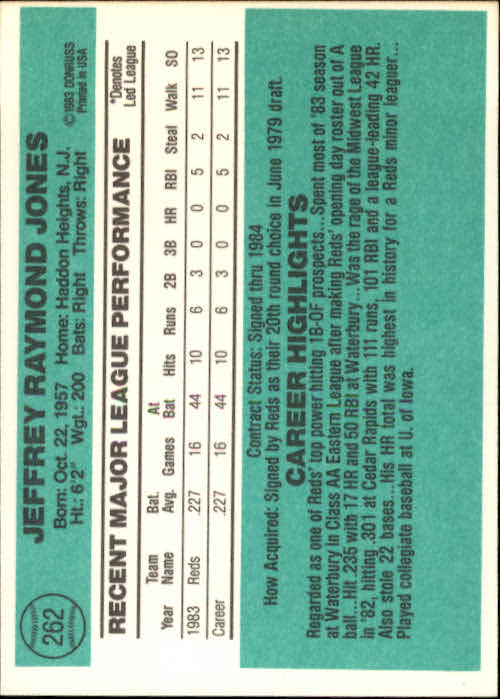 262
JEFFREY RAYMOND JONES
Born: Oct. 22, 1957 Home: Haddon Heights, N.J.
Ht.: 6'2" Wgt.: 200 Bats: Right Throws: Right
© 1983 DONRUSS
Printed in USA
RECENT MAJOR LEAGUE PERFORMANCE
*Denotes
Led League
Year Team Name Bat. Avg. Games At Bat Hits Runs 2B 3B HR RBI Steal Walk SO
1983 Reds .227 16 44 10 6 3 0 0 5 2 11 13
Career .227 16 44 10 6 3 0 0 5 2 11 13
Contract Status: Signed thru 1984
How Acquired: Signed by Reds as their 20th round choice in June 1979 draft.
CAREER HIGHLIGHTS
Regarded as one of Reds' top power hitting 1B-OF prospects...Spent most of '83 season
at Waterbury in Class AA Eastern League after making Reds' opening day roster out of A
ball...Hit .235 with 17 HR and 50 RBI at Waterbury...Was the rage of the Midwest League
in '82, hitting .301 at Cedar Rapids with 111 runs, 101 RBI and a league-leading 42 HR.
Also stole 22 bases...His HR total was highest in history for a Reds minor leaguer...
Played collegiate baseball at U. of Iowa.